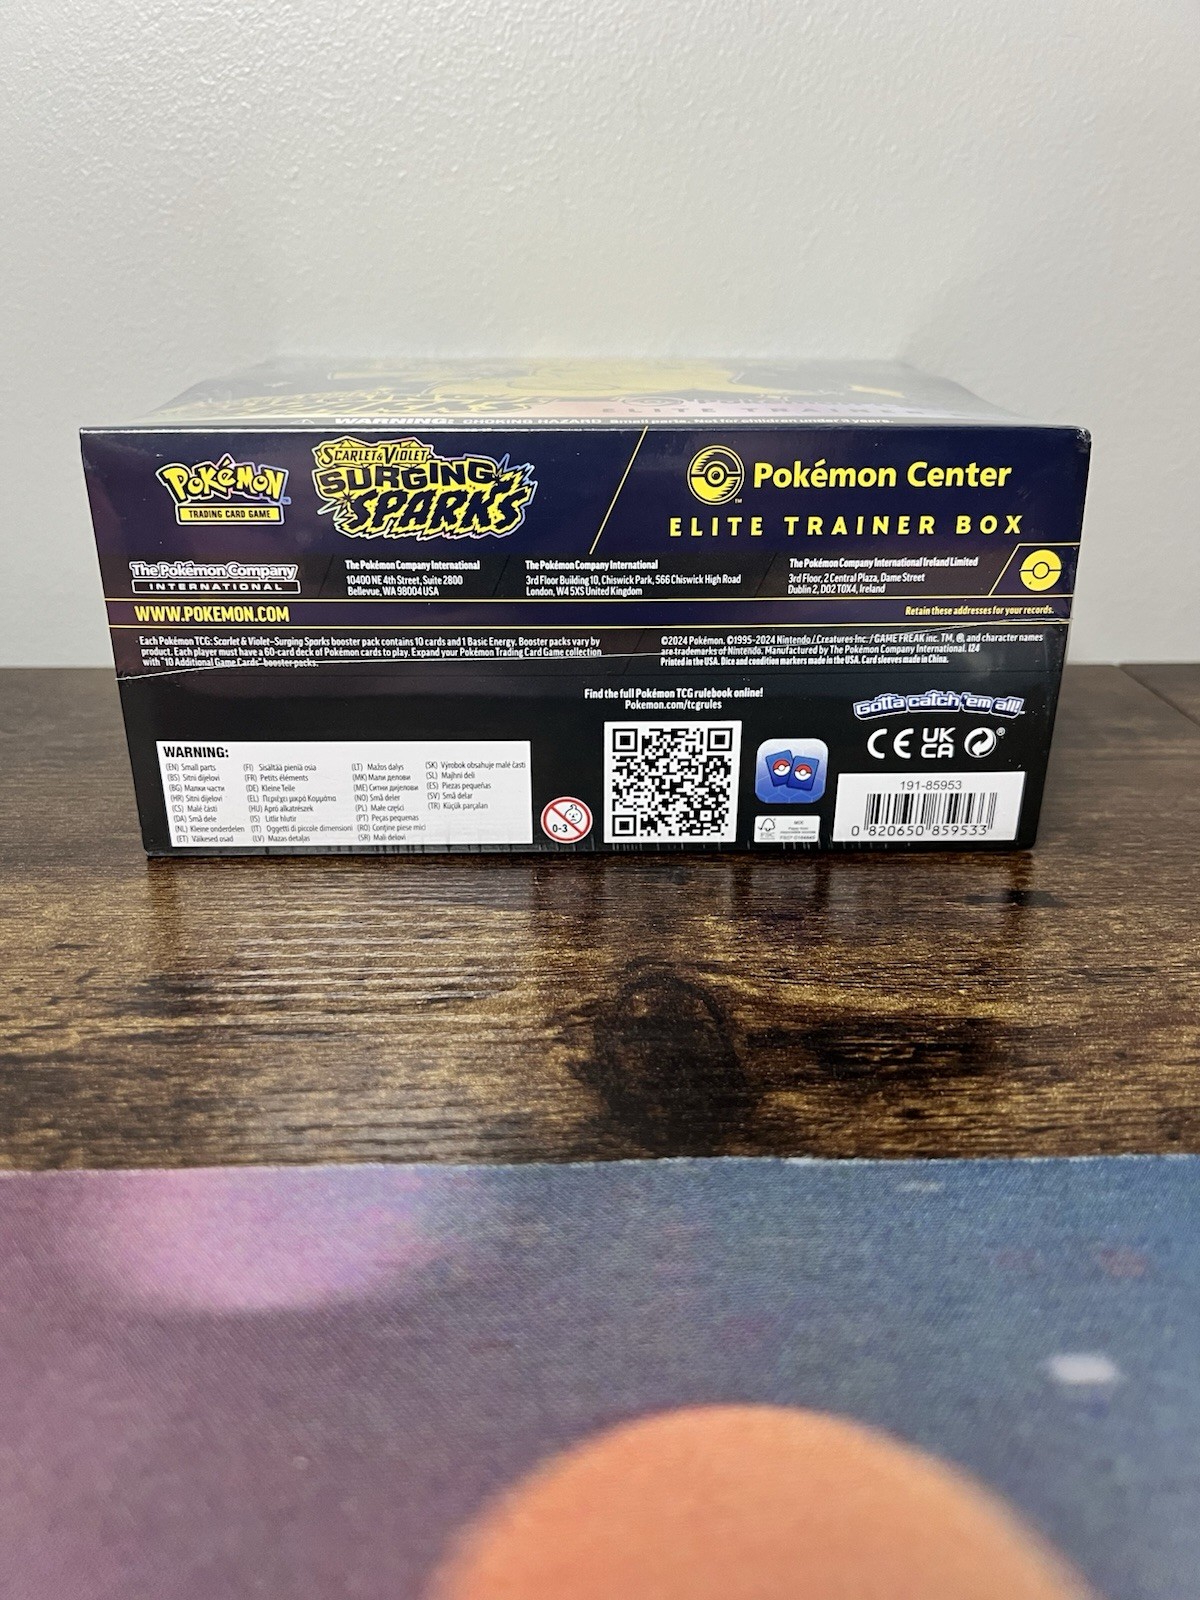 WARNING: CHOKING HAZARD Small parts. Not for children under 3 years.
POKéMON
TRADING CARD GAME
SCARLET & VIOLET
SURGING
SPARKS
Pokémon Center
ELITE TRAINER BOX
The Pokémon Company
INTERNATIONAL
The Pokémon Company International
10400 NE 4th Street, Suite 2800
Bellevue, WA 98004 USA
The Pokémon Company International
3rd Floor Building 10, Chiswick Park, 566 Chiswick High Road
London, W4 5XS United Kingdom
The Pokémon Company International Ireland Limited
3rd Floor, 2 Central Plaza, Dame Street
Dublin 2, D02 T0X4, Ireland
WWW.POKEMON.COM
Retain these addresses for your records.
Each Pokémon TCG: Scarlet & Violet—Surging Sparks booster pack contains 10 cards and 1 Basic Energy. Booster packs vary by
product. Each player must have a 60-card deck of Pokémon cards to play. Expand your Pokémon Trading Card Game collection
with "10 Additional Game Cards" booster packs.
©2024 Pokémon. ©1995-2024 Nintendo / Creatures Inc. / GAME FREAK inc. TM, ®, and character names
are trademarks of Nintendo. Manufactured by The Pokémon Company International. 124
Printed in the USA. Dice and condition markers made in the USA. Card sleeves made in China.
Find the full Pokémon TCG rulebook online!
Pokemon.com/tcgrules
Gotta catch 'em all!
WARNING:
(EN) Small parts
(BS) Sitni dijelovi
(BG) Малки части
(HR) Sitni dijelovi
(CS) Malé části
(DA) Små dele
(NL) Kleine onderdelen
(ET) Väikesed osad
(FI) Sisältää pieniä osia
(FR) Petits éléments
(DE) Kleine Teile
(EL) Περιέχει μικρά Κομμάτια
(HU) Apró alkatrészek
(IS) Litlir hlutir
(IT) Oggetti di piccole dimensioni
(LV) Mazas detaļas
(LT) Mažos dalys
(MK) Мали делови
(ME) Ситни дијелови
(NO) Små deler
(PL) Małe części
(PT) Peças pequenas
(RO) Conține piese mici
(SR) Mali delovi
(SK) Výrobok obsahuje malé časti
(SL) Majhni deli
(ES) Piezas pequeñas
(SV) Små delar
(TR) Küçük parçaları
0-3
CE UK
CA
FSC
MIX
191-85953
0 820650 859533